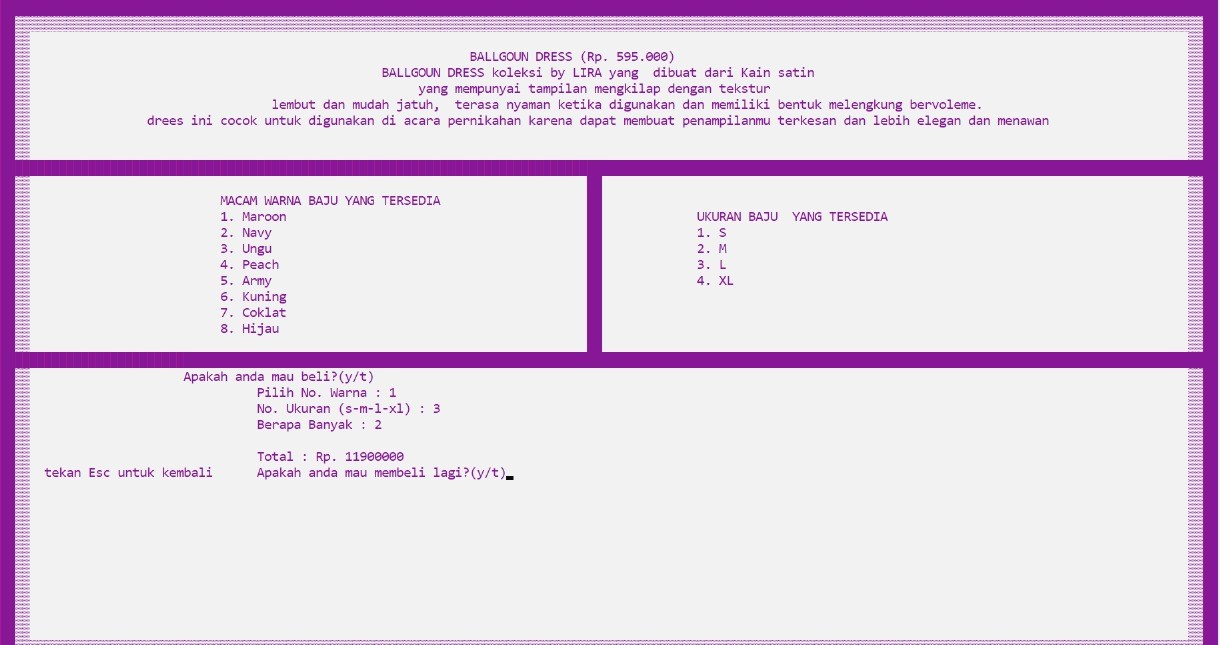 BALLGOUN DRESS (Rp. 595.000)
BALLGOUN DRESS koleksi by LIRA yang  dibuat dari Kain satin
yang mempunyai tampilan mengkilap dengan tekstur
lembut dan mudah jatuh,  terasa nyaman ketika digunakan dan memiliki bentuk melengkung bervoleme.
drees ini cocok untuk digunakan di acara pernikahan karena dapat membuat penampilanmu terkesan dan lebih elegan dan menawan
MACAM WARNA BAJU YANG TERSEDIA
1. Maroon
2. Navy
3. Ungu
4. Peach
5. Army
6. Kuning
7. Coklat
8. Hijau
UKURAN BAJU  YANG TERSEDIA
1. S
2. M
3. L
4. XL
Apakah anda mau beli?(y/t)
Pilih No. Warna : 1
No. Ukuran (s-m-l-xl) : 3
Berapa Banyak : 2
Total : Rp. 11900000
tekan Esc untuk kembali      Apakah anda mau membeli lagi?(y/t)